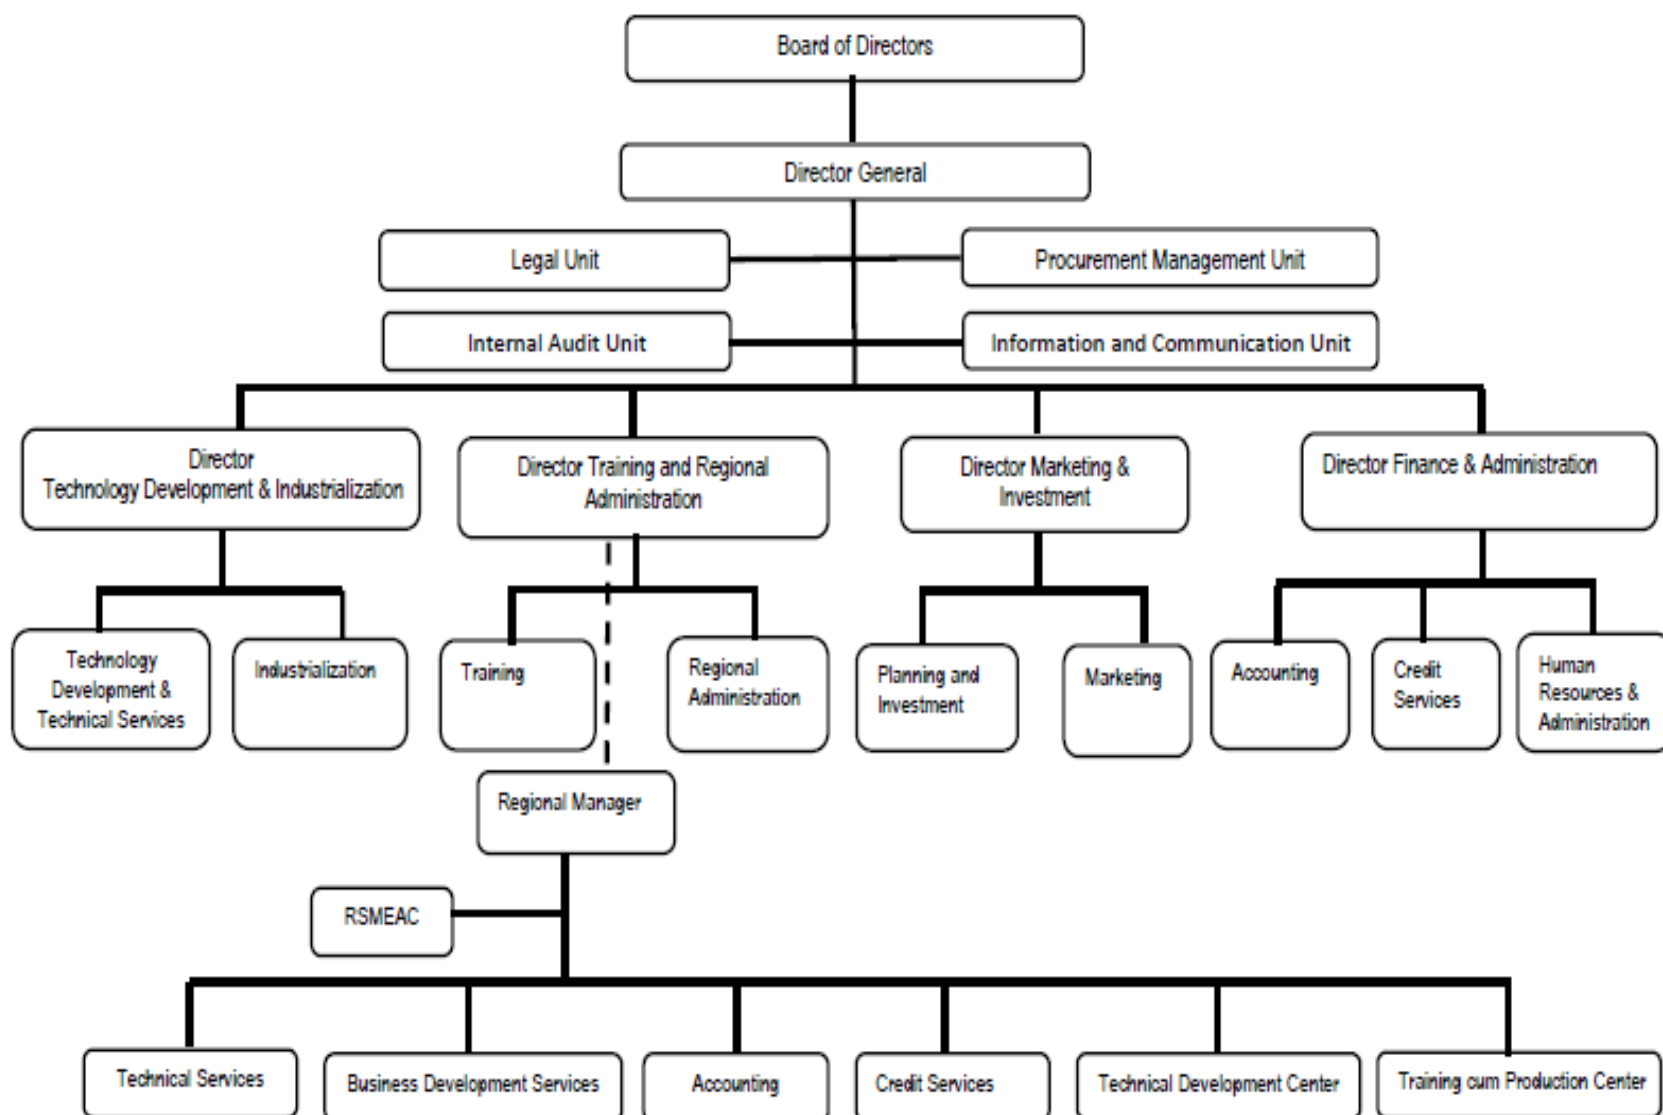 Board of Directors
Director General
Legal Unit
Procurement Management Unit
Internal Audit Unit
Information and Communication Unit
Director
Technology Development & Industrialization
Director Training and Regional
Administration
Director Marketing &
Investment
Director Finance & Administration
Technology
Development &
Technical Services
Industrialization
Training
Regional
Administration
Planning and
Investment
Marketing
Accounting
Credit
Services
Human
Resources &
Administration
Regional Manager
RSMEAC
Technical Services
Business Development Services
Accounting
Credit Services
Technical Development Center
Training cum Production Center